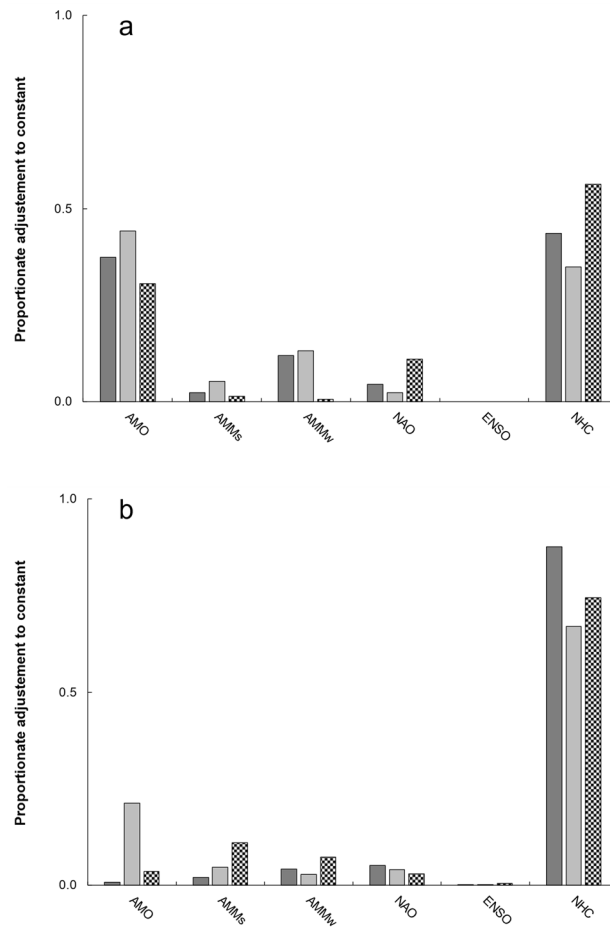 a
1.0
0.5
0.0
Proportionate adjustement to constant
AMO
AMMs
AMMw
NAO
ENSO
NHC
b
1.0
0.5
0.0
Proportionate adjustement to constant
AMO
AMMs
AMMw
NAO
ENSO
NHC